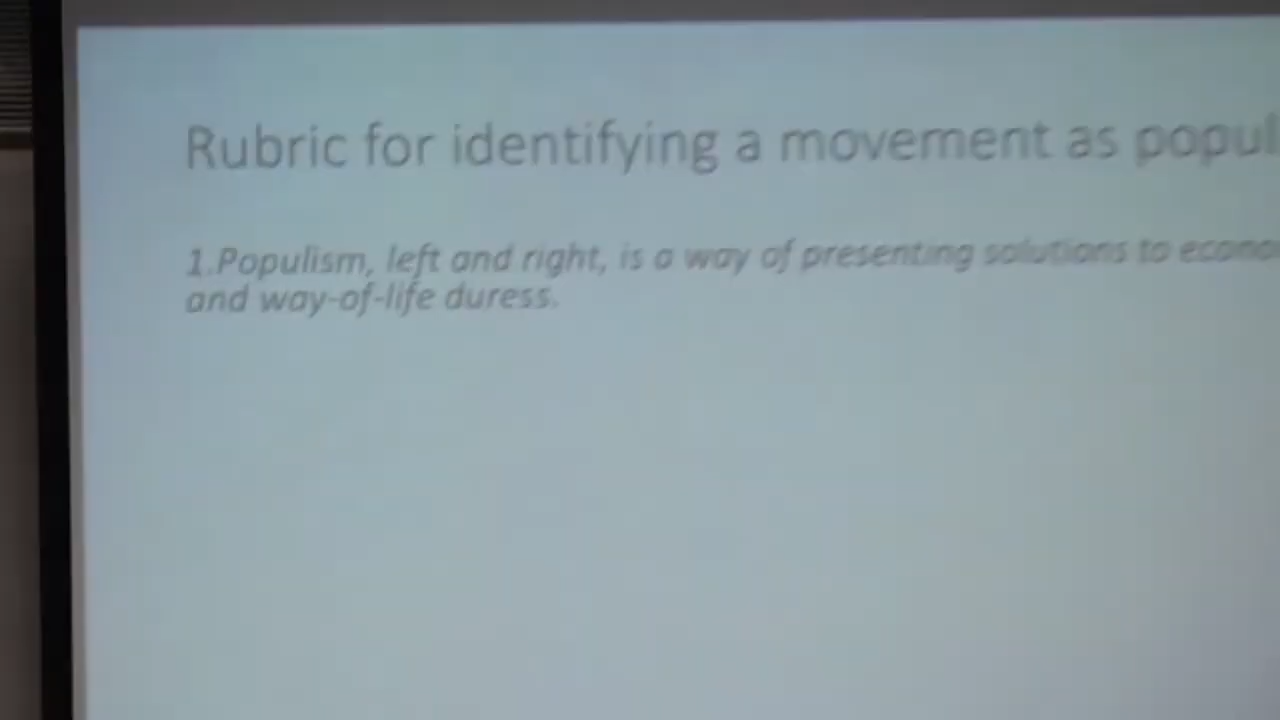 Rubric for identifying a movement as popul
1.Populism, left and right, is a way of presenting solutions to econo
and way-of-life duress.